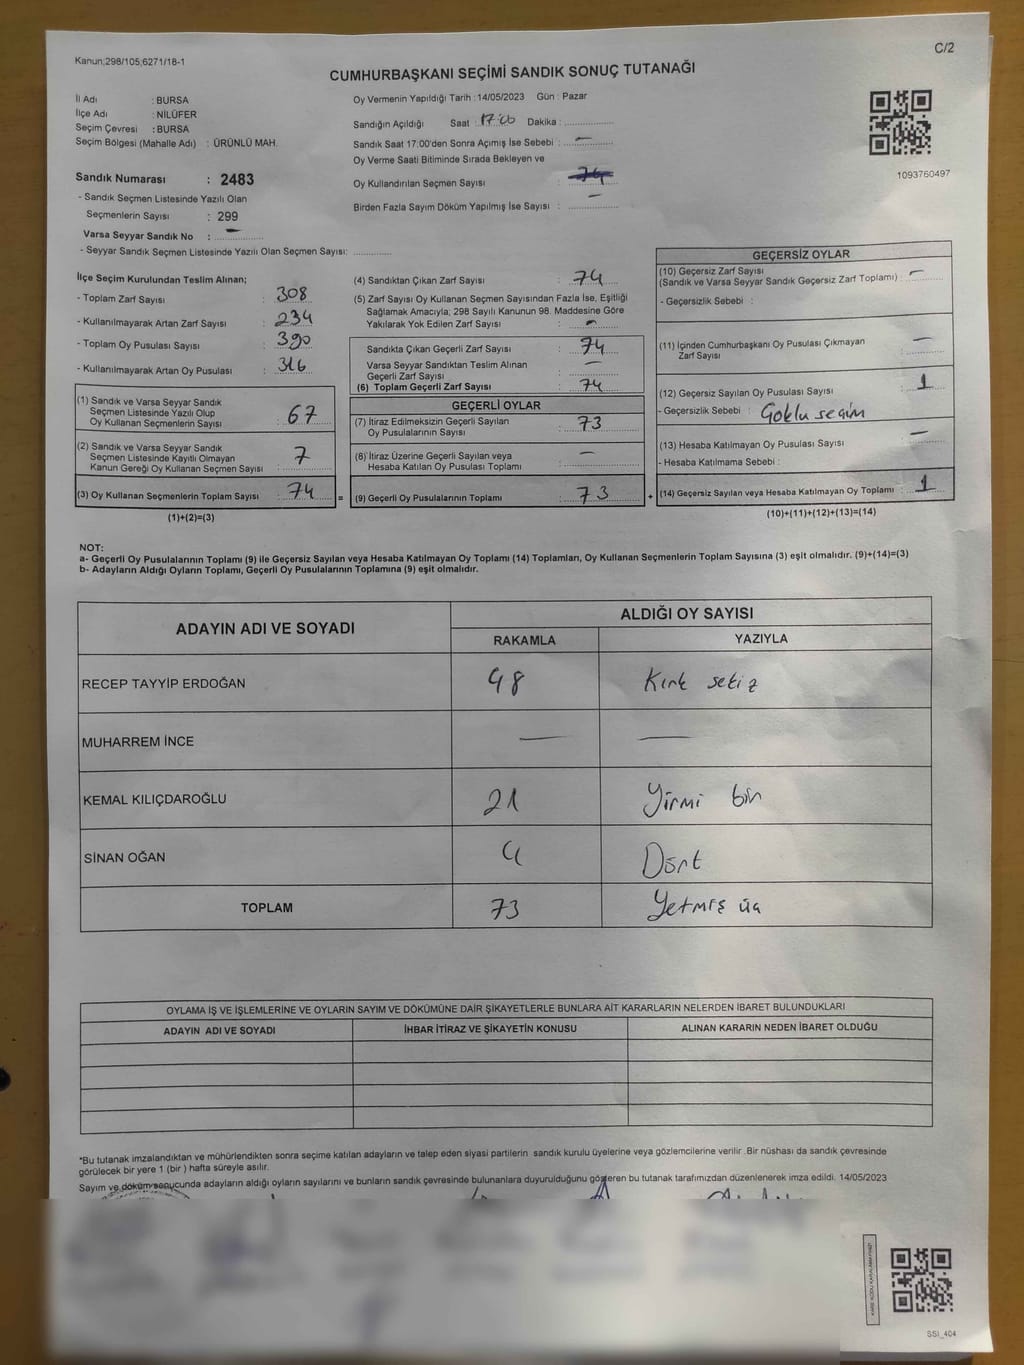 Kanun;298/105;6271/18-1
C/2
CUMHURBAŞKANI SEÇİMİ SANDIK SONUÇ TUTANAĞI
İl Adı : BURSA
İlçe Adı : NİLÜFER
Seçim Çevresi : BURSA
Seçim Bölgesi (Mahalle Adı) : ÜRÜNLÜ MAH.
Sandık Numarası : 2483
- Sandık Seçmen Listesinde Yazılı Olan
Seçmenlerin Sayısı : 299
Varsa Seyyar Sandık No : –
- Seyyar Sandık Seçmen Listesinde Yazılı Olan Seçmen Sayısı:
Oy Vermenin Yapıldığı Tarih :14/05/2023 Gün : Pazar
Sandığın Açıldığı Saat : 17:00 Dakika :
Sandık Saat 17:00'den Sonra Açımış İse Sebebi : –
Oy Verme Saati Bitiminde Sırada Bekleyen ve
Oy Kullandırılan Seçmen Sayısı : 74
Birden Fazla Sayım Döküm Yapılmış İse Sayısı : –
1093760497
İlçe Seçim Kurulundan Teslim Alınan;
- Toplam Zarf Sayısı : 308
- Kullanılmayarak Artan Zarf Sayısı : 234
- Toplam Oy Pusulası Sayısı : 390
- Kullanılmayarak Artan Oy Pusulası : 316
(1) Sandık ve Varsa Seyyar Sandık
Seçmen Listesinde Yazılı Olup
Oy Kullanan Seçmenlerin Sayısı : 67
(2) Sandık ve Varsa Seyyar Sandık
Seçmen Listesinde Kayıtlı Olmayan
Kanun Gereği Oy Kullanan Seçmen Sayısı : 7
(3) Oy Kullanan Seçmenlerin Toplam Sayısı : 74 =
(1)+(2)=(3)
(4) Sandıktan Çıkan Zarf Sayısı : 74
(5) Zarf Sayısı Oy Kullanan Seçmen Sayısından Fazla İse, Eşitliği
Sağlamak Amacıyla; 298 Sayılı Kanunun 98. Maddesine Göre
Yakılarak Yok Edilen Zarf Sayısı : –
Sandıkta Çıkan Geçerli Zarf Sayısı : 74
Varsa Seyyar Sandıktan Teslim Alınan
Geçerli Zarf Sayısı : –
(6) Toplam Geçerli Zarf Sayısı : 74
GEÇERLİ OYLAR
(7) İtiraz Edilmeksizin Geçerli Sayılan
Oy Pusulalarının Sayısı : 73
(8) İtiraz Üzerine Geçerli Sayılan veya
Hesaba Katılan Oy Pusulası Toplamı : –
(9) Geçerli Oy Pusulalarının Toplamı : 73 +
GEÇERSİZ OYLAR
(10) Geçersiz Zarf Sayısı
(Sandık ve Varsa Seyyar Sandık Geçersiz Zarf Toplamı) : –
- Geçersizlik Sebebi :
(11) İçinden Cumhurbaşkanı Oy Pusulası Çıkmayan
Zarf Sayısı : –
(12) Geçersiz Sayılan Oy Pusulası Sayısı : 1
- Geçersizlik Sebebi : Çoklu seçim
(13) Hesaba Katılmayan Oy Pusulası Sayısı : –
- Hesaba Katılmama Sebebi :
(14) Geçersiz Sayılan veya Hesaba Katılmayan Oy Toplamı : 1
(10)+(11)+(12)+(13)=(14)
NOT:
a- Geçerli Oy Pusulalarının Toplamı (9) ile Geçersiz Sayılan veya Hesaba Katılmayan Oy Toplamı (14) Toplamları, Oy Kullanan Seçmenlerin Toplam Sayısına (3) eşit olmalıdır. (9)+(14)=(3)
b- Adayların Aldığı Oyların Toplamı, Geçerli Oy Pusulalarının Toplamına (9) eşit olmalıdır.
ADAYIN ADI VE SOYADI
ALDIĞI OY SAYISI
RAKAMLA YAZIYLA
RECEP TAYYİP ERDOĞAN 48 Kırk sekiz
MUHARREM İNCE — —
KEMAL KILIÇDAROĞLU 21 Yirmi bir
SİNAN OĞAN 4 Dört
TOPLAM 73 Yetmiş üç
OYLAMA İŞ VE İŞLEMLERİNE VE OYLARIN SAYIM VE DÖKÜMÜNE DAİR ŞİKAYETLERLE BUNLARA AİT KARARLARIN NELERDEN İBARET BULUNDUKLARI
ADAYIN ADI VE SOYADI İHBAR İTİRAZ VE ŞİKAYETİN KONUSU ALINAN KARARIN NEDEN İBARET OLDUĞU
*Bu tutanak imzalandıktan ve mühürlendikten sonra seçime katılan adayların ve talep eden siyasi partilerin sandık kurulu üyelerine veya gözlemcilerine verilir .Bir nüshası da sandık çevresinde
görülecek bir yere 1 (bir ) hafta süreyle asılır.
Sayım ve döküm sonucunda adayların aldığı oyların sayılarını ve bunların sandık çevresinde bulunanlara duyurulduğunu gösteren bu tutanak tarafımızdan düzenlenerek imza edildi. 14/05/2023
SSI_404